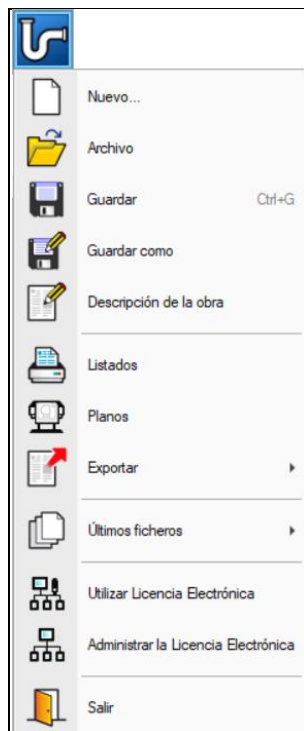 Nuevo...
Archivo
Guardar Ctrl+G
Guardar como
Descripción de la obra
Listados
Planos
Exportar
Últimos ficheros
Utilizar Licencia Electrónica
Administrar la Licencia Electrónica
Salir